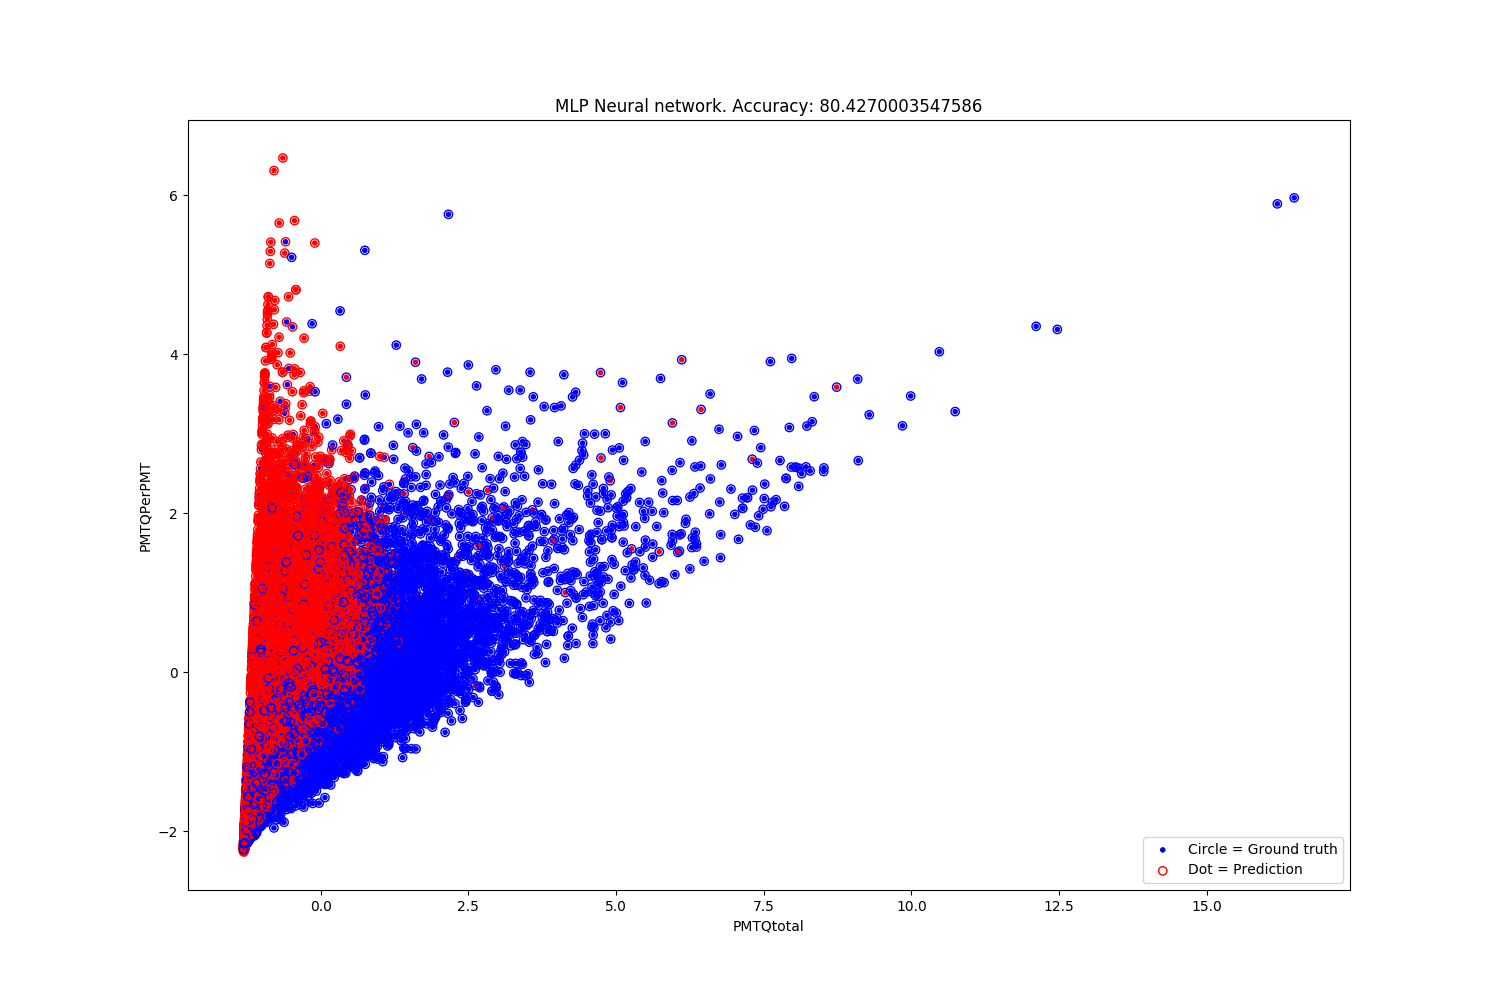 MLP Neural network. Accuracy: 80.4270003547586
6
4
2
0
−2
PMTQPerPMT
0.0 2.5 5.0 7.5 10.0 12.5 15.0
PMTQtotal
Circle = Ground truth
Dot = Prediction